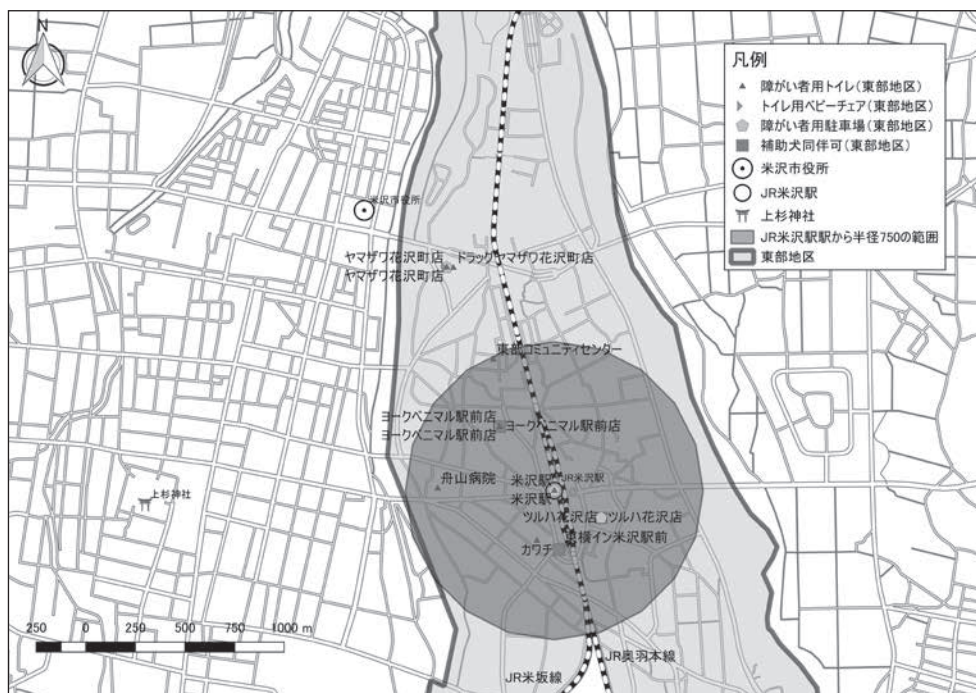 N
凡例
障がい者用トイレ(東部地区)
トイレ用ベビーチェア(東部地区)
障がい者用駐車場(東部地区)
補助犬同伴可(東部地区)
米沢市役所
JR米沢駅
上杉神社
JR米沢駅駅から半径750の範囲
東部地区
米沢市役所
ヤマザワ花沢町店
ドラッグヤマザワ花沢町店
ヤマザワ花沢町店
東部コミュニティセンター
ヨークベニマル駅前店
ヨークベニマル駅前店
ヨークベニマル駅前店
舟山病院
米沢駅
JR米沢駅
米沢駅
上杉神社
ツルハ花沢店
ツルハ花沢店
横イン米沢駅前
カワチ
250 0 250 500 750 1000 m
JR奥羽本線
JR米坂線